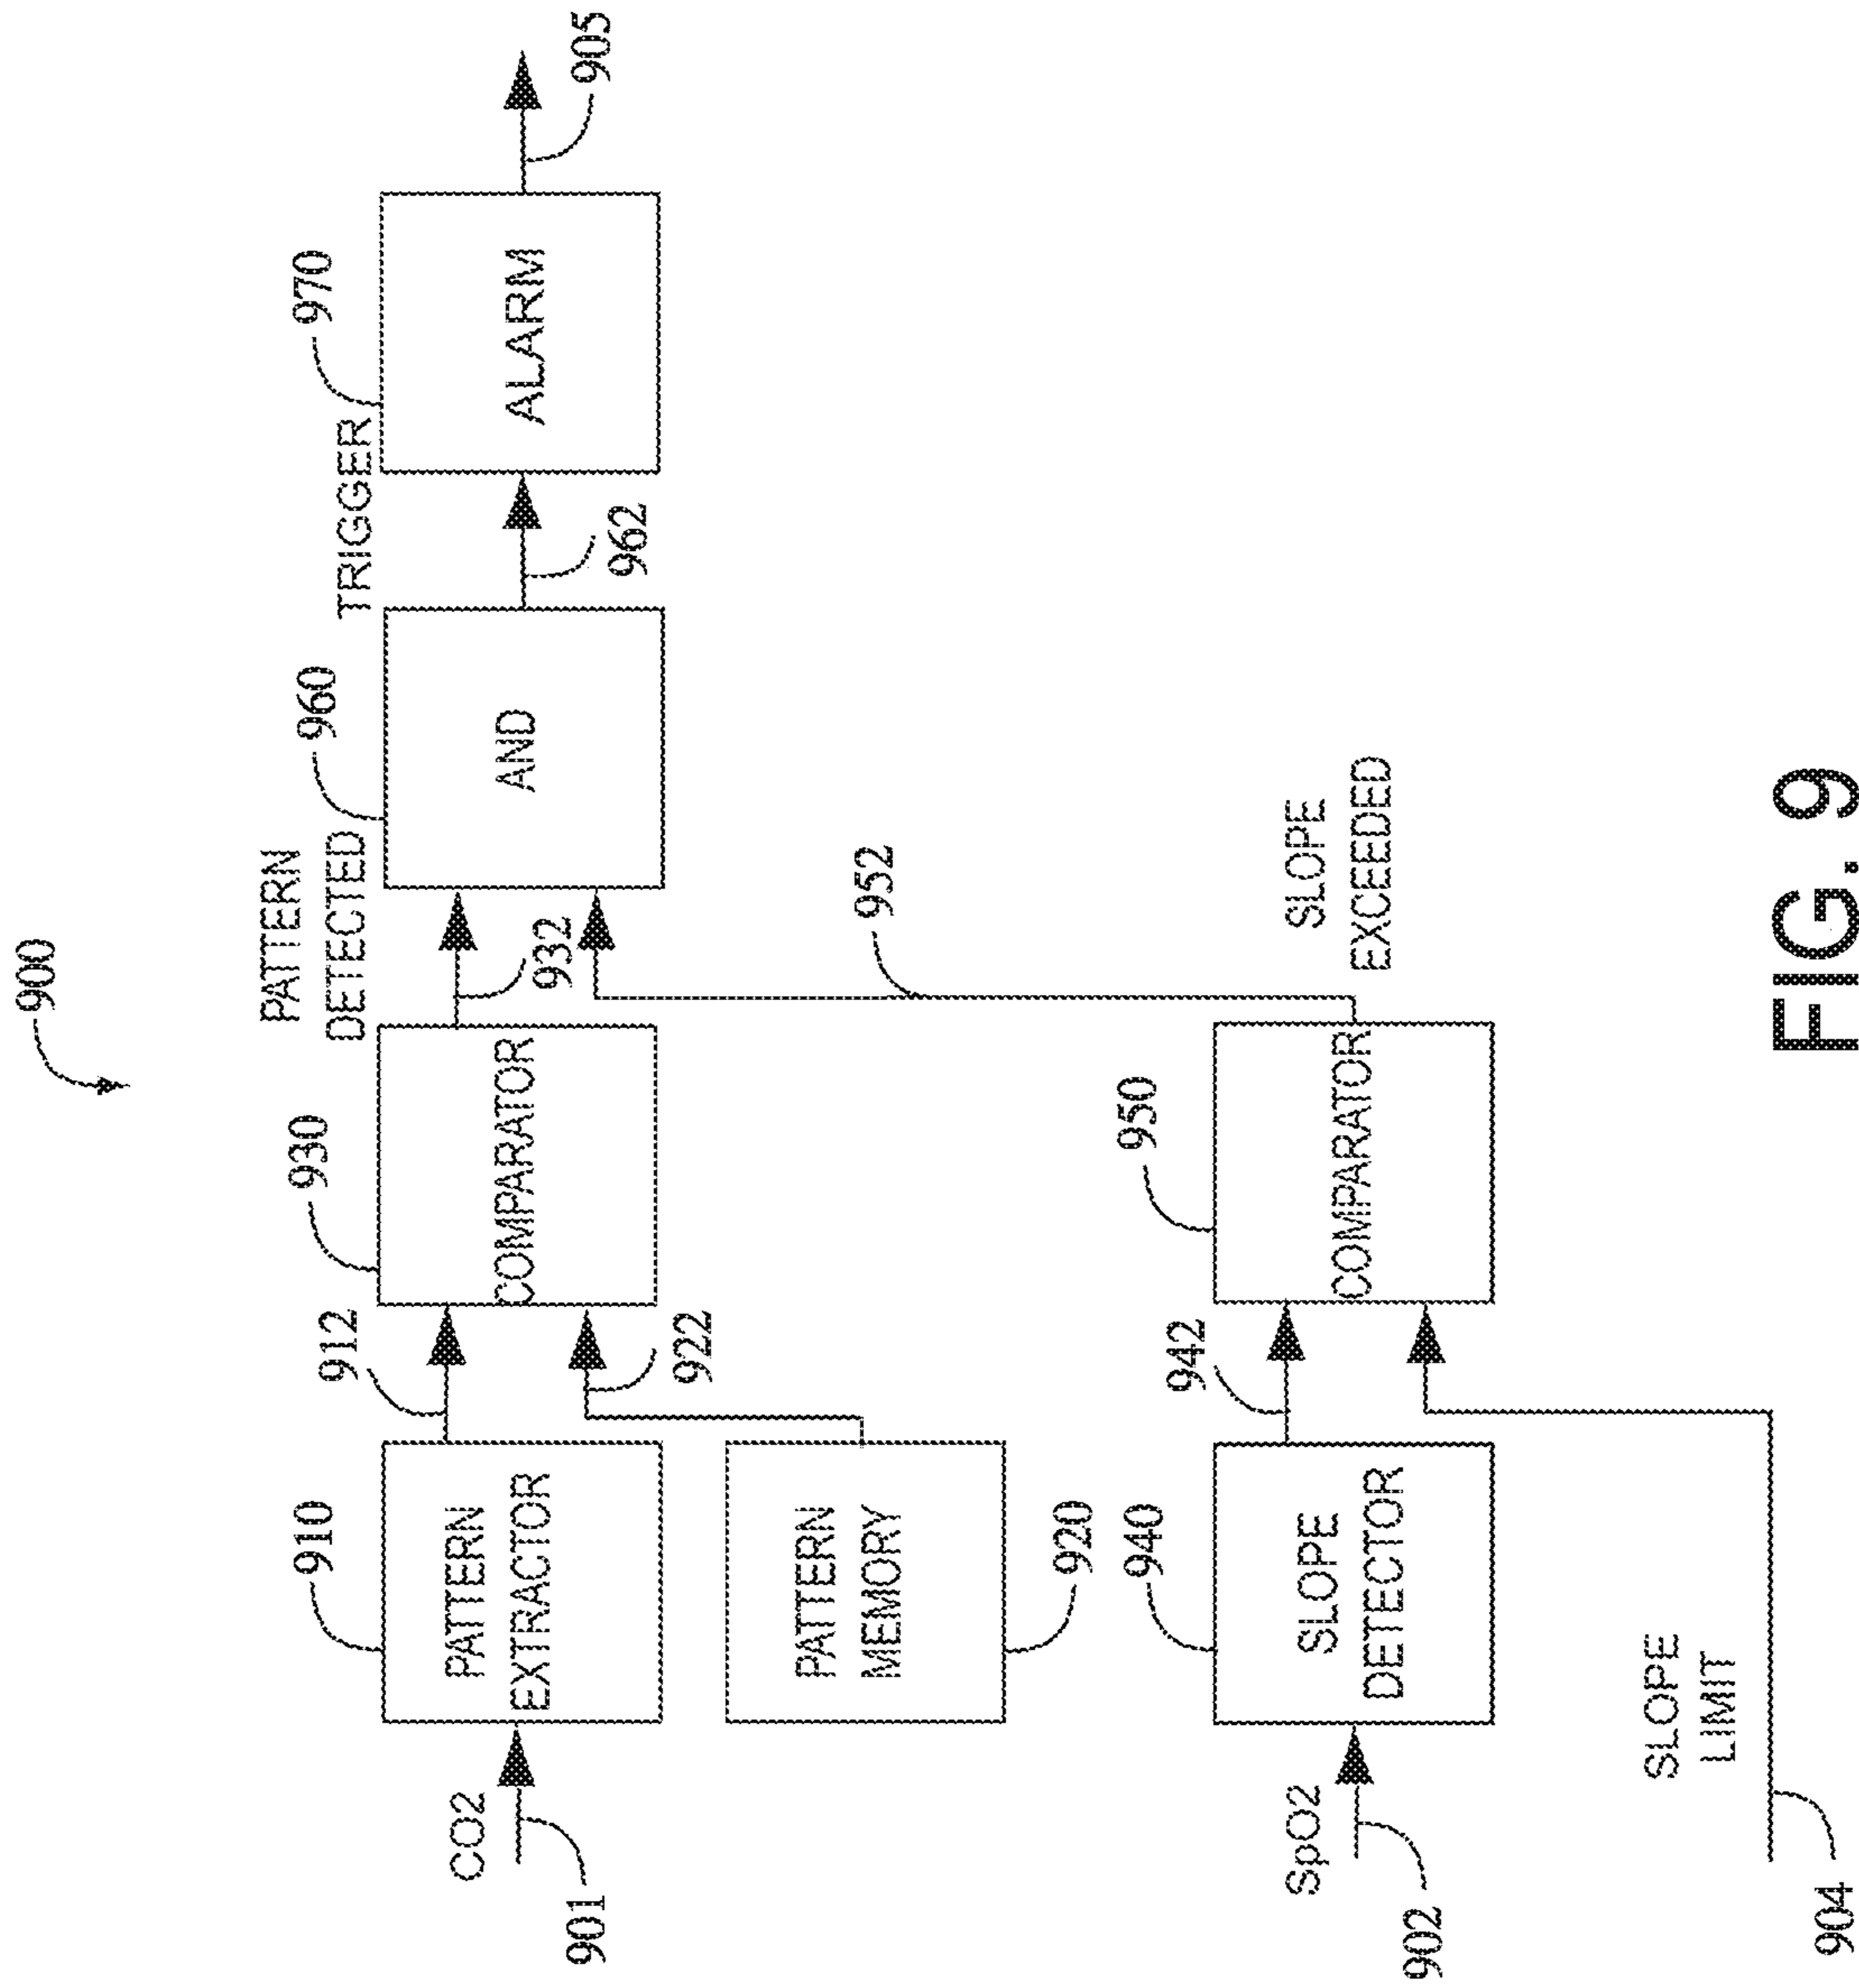 900
PATTERN
DETECTED
TRIGGER
910
912
930
960
970
CO2
901
PATTERN
EXTRACTOR
COMPARATOR
932
AND
962
ALARM
905
922
PATTERN
MEMORY
920
952
940
942
950
SpO2
902
SLOPE
DETECTOR
COMPARATOR
SLOPE
EXCEEDED
SLOPE
LIMIT
904
FIG. 9